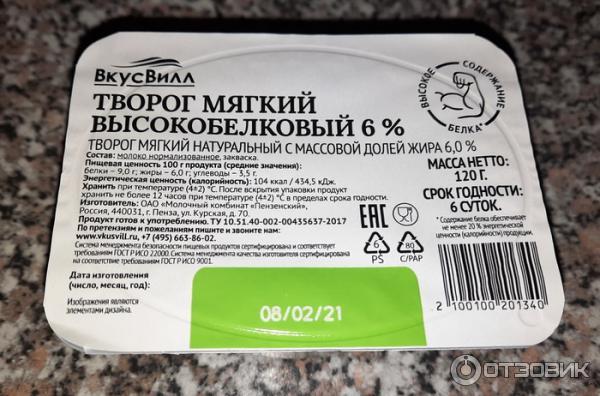 ВкусВилл
ТВОРОГ МЯГКИЙ
ВЫСОКОБЕЛКОВЫЙ 6 %
ТВОРОГ МЯГКИЙ НАТУРАЛЬНЫЙ С МАССОВОЙ ДОЛЕЙ ЖИРА 6,0 %
Состав: молоко нормализованное, закваска.
Пищевая ценность 100 г продукта (средние значения):
белки – 9,0 г; жиры – 6,0 г; углеводы – 3,5 г.
Энергетическая ценность (калорийность): 104 ккал / 434,5 кДж.
Хранить при температуре (4±2) °С. После вскрытия упаковки продукт
хранить не более 12 часов при температуре (4±2) °С.
Изготовитель: ОАО «Молочный комбинат «Пензенский»,
Россия, 440031, г. Пенза, ул. Курская, д. 70.
Продукт готов к употреблению. ТУ 10.51.40-002-00435637-2017
По претензиям и пожеланиям пишите и звоните нам:
www.vkusvill.ru, +7 (495) 663-86-02.
Система менеджмента безопасности пищевых продуктов сертифицирована и соответствует
требованиям ГОСТ Р ИСО 22000. Система менеджмента качества изготовителя сертифицирована
на соответствие требованиям ГОСТ Р ИСО 9001.
Дата изготовления
(число, месяц, год):
Изображения являются
элементами дизайна.
08/02/21
ВЫСОКОЕ СОДЕРЖАНИЕ
БЕЛКА*
МАССА НЕТТО:
120 Г.
СРОК ГОДНОСТИ:
6 СУТОК.
* Содержание белка обеспечивает
не менее 20 % энергетической
ценности (калорийности) продукции.
EAC
6
PS
80
C/PAP
2 100100 201340
ОТЗОВИК